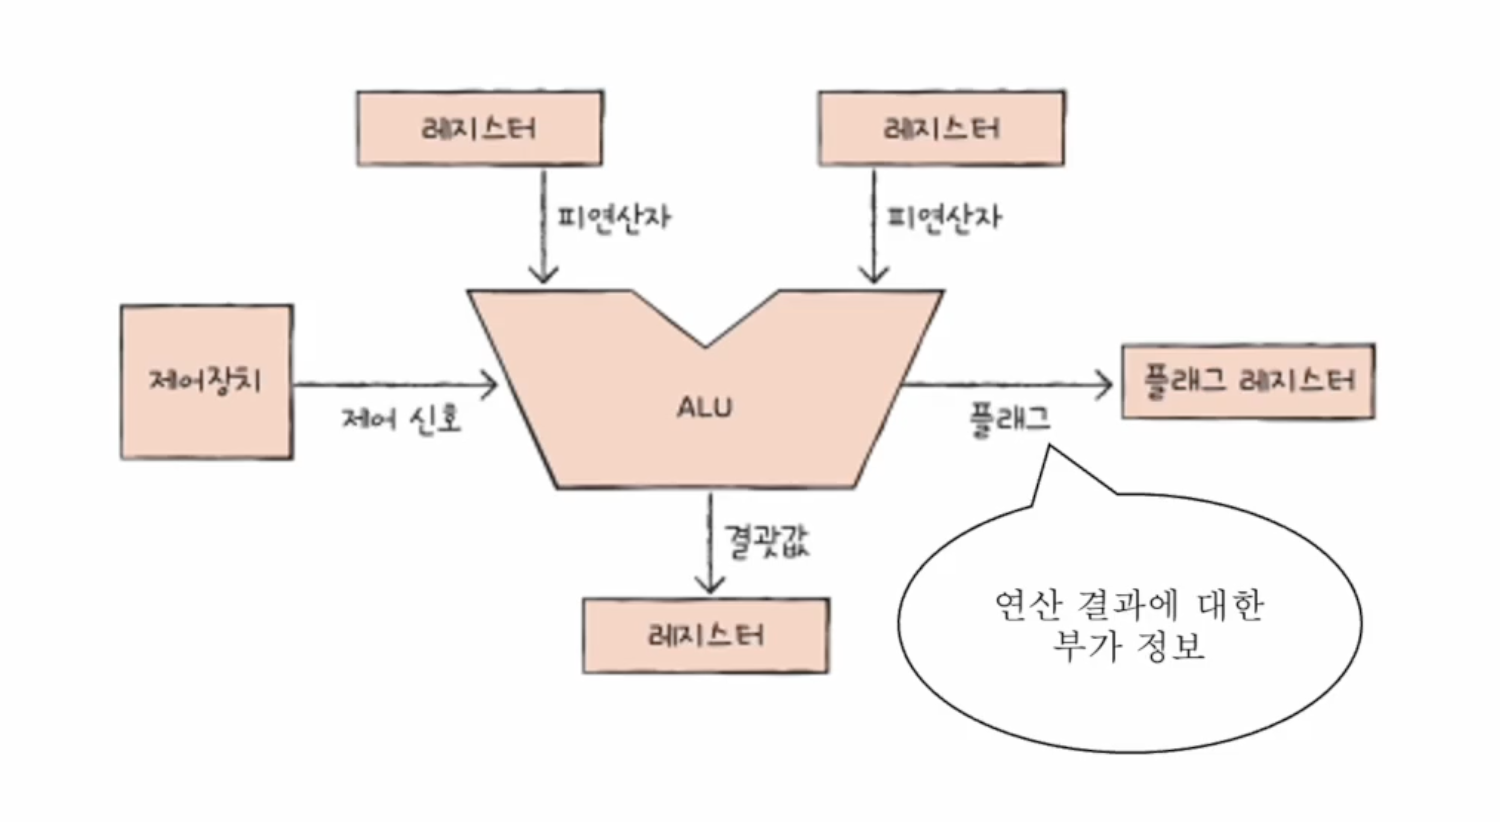 레지스터
레지스터
피연산자
피연산자
제어장치
제어 신호
ALU
플래그
플래그 레지스터
결괏값
레지스터
연산 결과에 대한
부가 정보